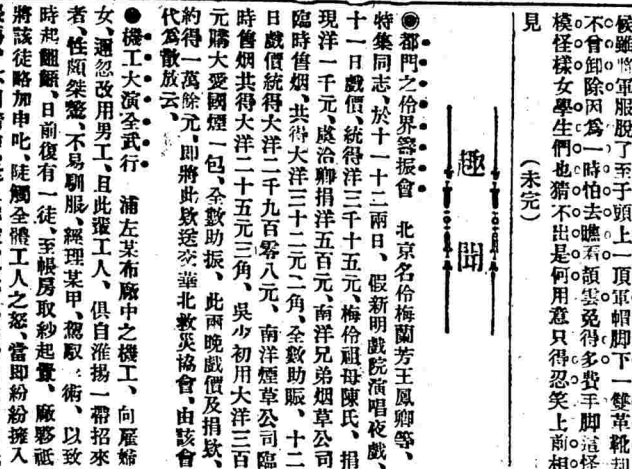 候雖將軍服脫了至于頭上一頂軍帽脚下一雙革靴却
不曾卸除因爲一時怕去瞧看韻雲免得多費手脚這怪
模怪樣女學生們也猜不出是何用意只得忍笑上前相
見
（未完）
趣聞
◎都門之伶界籌振會　北京名伶梅蘭芳王鳳卿等、
特集同志、於十一十二兩日、假新明戲院演唱夜戲、
十一日戲價、統得洋三千十五元、梅伶祖母陳氏、捐
現洋一千元、虞洽卿捐洋五百元、南洋兄弟烟草公司
臨時售烟、共得大洋三十二元二角、全數助賑、十二
日戲價統得大洋二千九百零八元、南洋煙草公司臨
時售烟共得大洋二十五元三角、吳少初用大洋三百
元購大愛國煙一包、全數助振、此兩晚戲價及捐欵、
約得一萬餘元、即將此欵送交華北救災協會、由該會
代爲散放云、
●機工大演全武行　浦左某布廠中之機工、向雇婦
女、邇忽改用男工、且此輩工人、俱自淮揚一帶招來
者、性頗桀驁、不易馴服、經理某甲、駕馭乏術、以致
時起齟齬、日前復有一徒、至帳房取紗起釁、廠夥祗
將該徒略加申叱、陡觸全體工人之怒、當即紛紛擁入